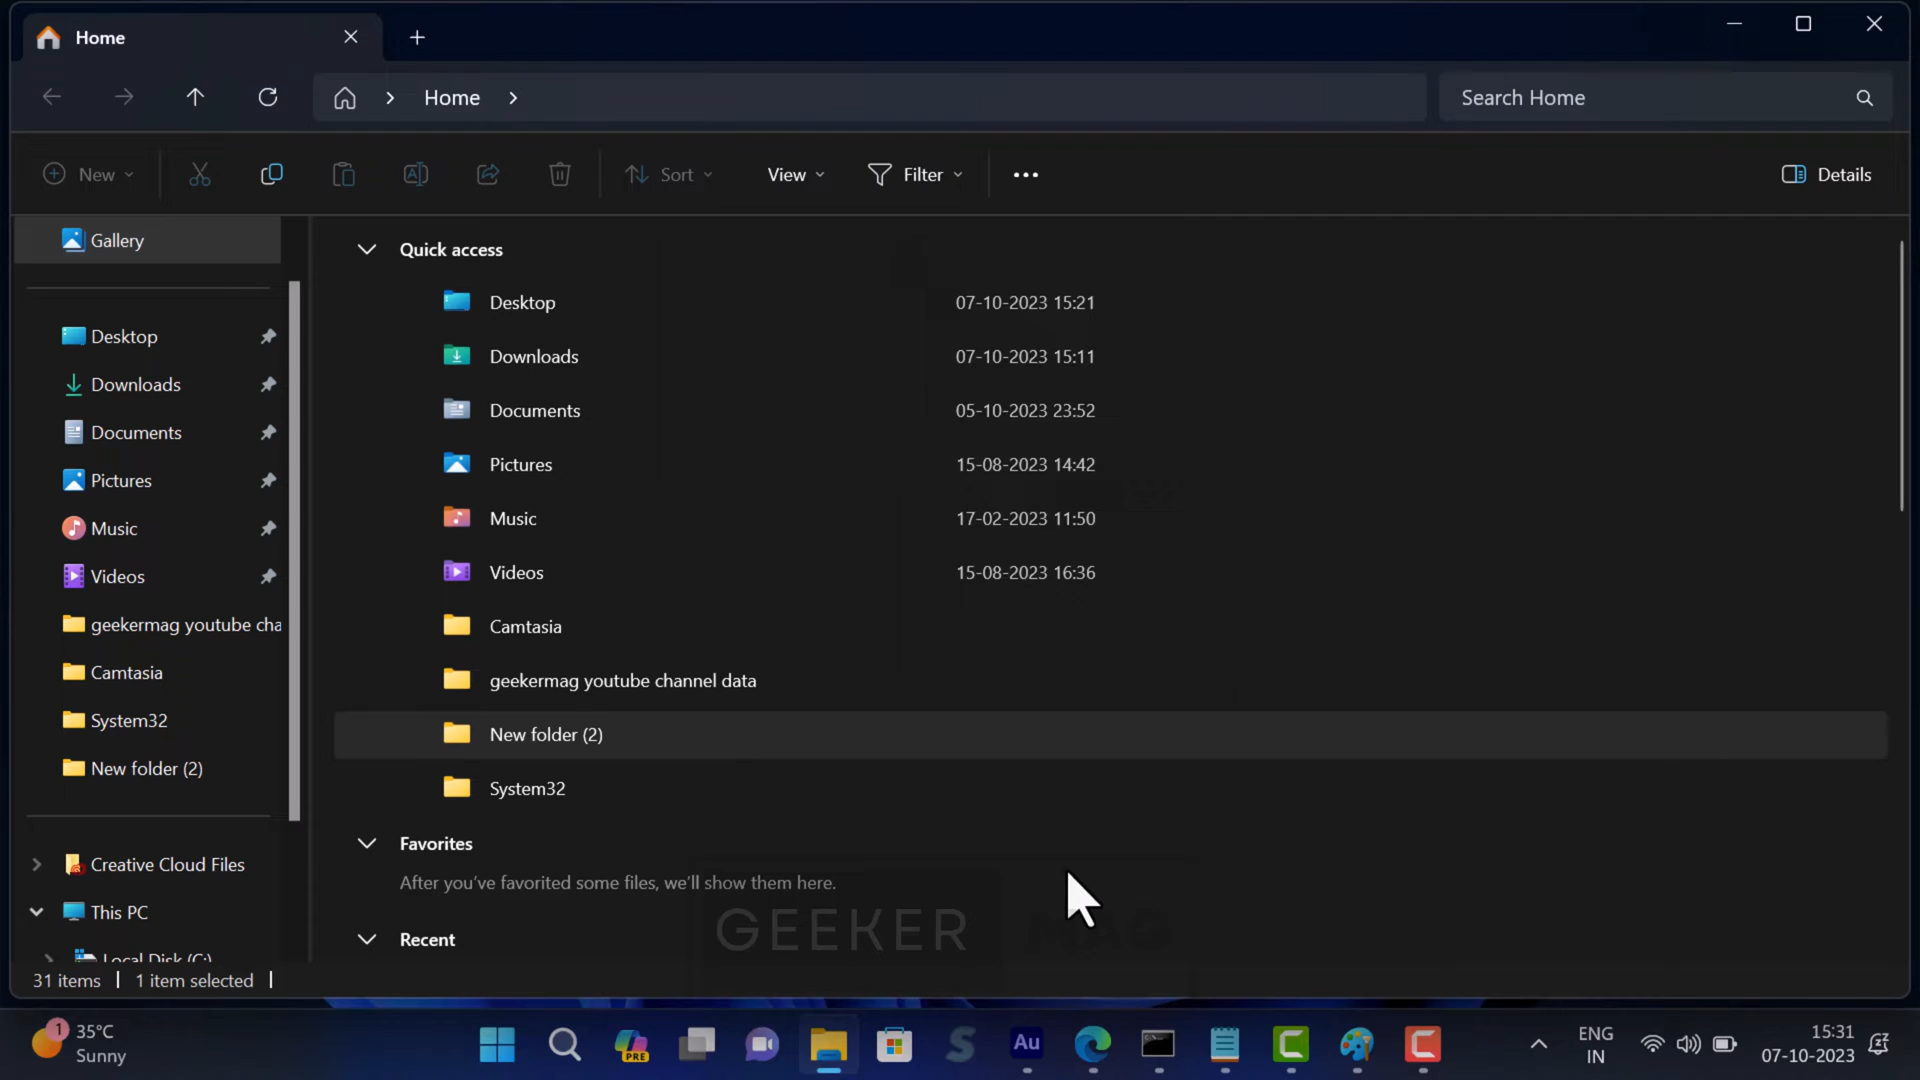 Home
Home
Search Home
New
Sort
View
Filter
Details
Gallery
Desktop
Downloads
Documents
Pictures
Music
Videos
geekermag youtube cha
Camtasia
System32
New folder (2)
Creative Cloud Files
This PC
Local Disk (C:)
Quick access
Desktop 07-10-2023 15:21
Downloads 07-10-2023 15:11
Documents 05-10-2023 23:52
Pictures 15-08-2023 14:42
Music 17-02-2023 11:50
Videos 15-08-2023 16:36
Camtasia
geekermag youtube channel data
New folder (2)
System32
Favorites
After you've favorited some files, we'll show them here.
GEEKER MAG
Recent
31 items 1 item selected
1
35°C
Sunny
PRE
Au
ENG
IN
15:31
07-10-2023